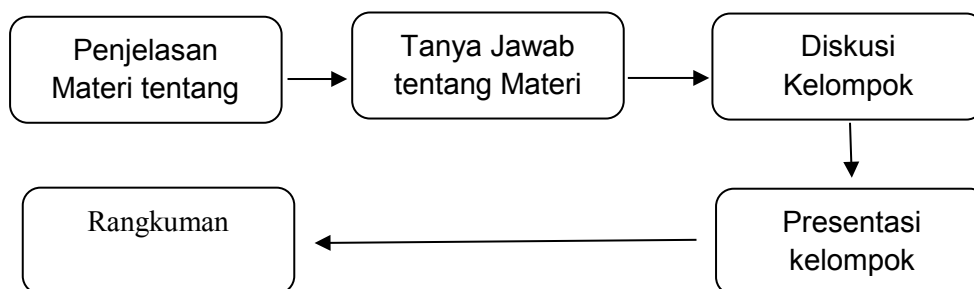 Penjelasan
Materi tentang
Tanya Jawab
tentang Materi
Diskusi
Kelompok
Presentasi
kelompok
Rangkuman